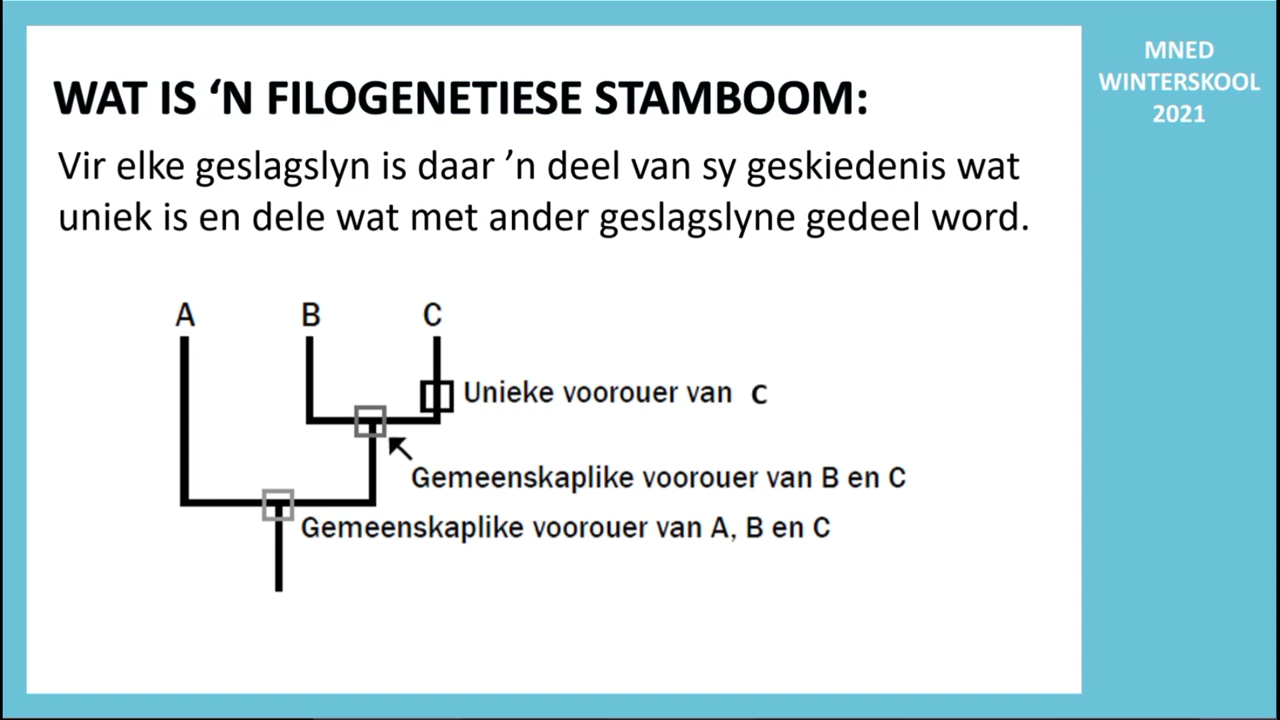 WAT IS ‘N FILOGENETIESE STAMBOOM:
Vir elke geslagslyn is daar ’n deel van sy geskiedenis wat
uniek is en dele wat met ander geslagslyne gedeel word.
A B C
Unieke voorouer van C
Gemeenskaplike voorouer van B en C
Gemeenskaplike voorouer van A, B en C
MNED
WINTERSKOOL
2021